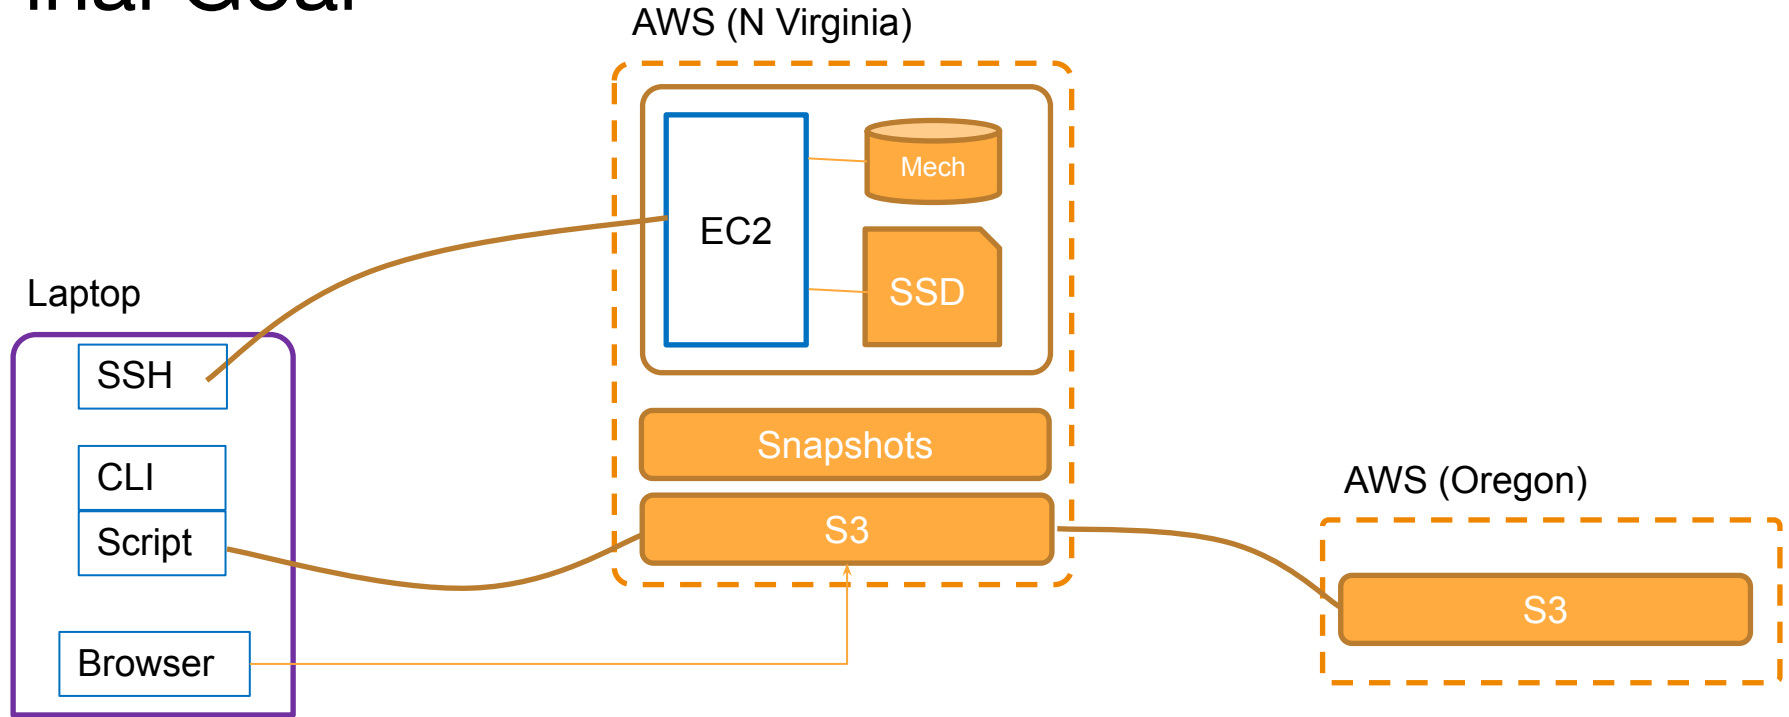 AWS (N Virginia)
Mech
EC2
SSD
Laptop
SSH
Snapshots
CLI
AWS (Oregon)
Script
S3
S3
Browser